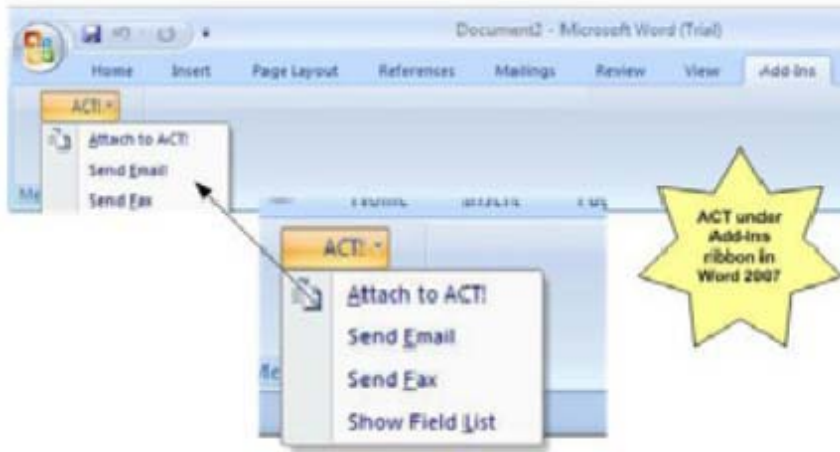 Document2 - Microsoft Word (Trial)
Home Insert Page Layout References Mailings Review View Add-Ins
ACT!
Attach to ACT!
Send Email
Send Fax
Me
ACT!
Attach to ACT!
Send Email
Send Fax
Show Field List
Me
ACT under
Add-Ins
ribbon in
Word 2007